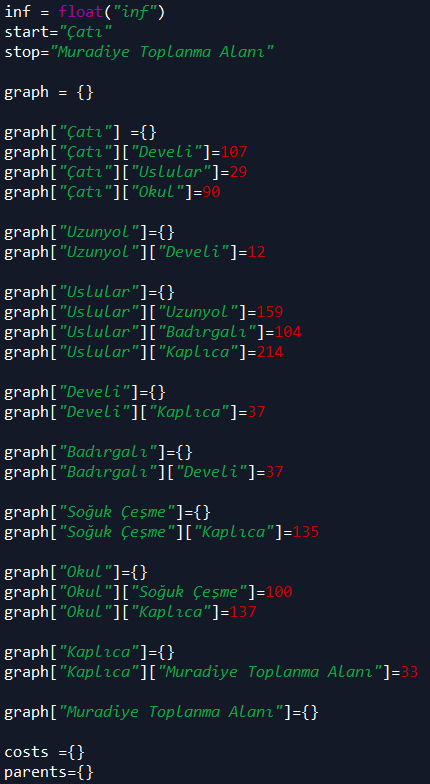 inf = float("inf")
start="Çatı"
stop="Muradiye Toplanma Alanı"
graph = {}
graph["Çatı"] ={}
graph["Çatı"]["Develi"]=107
graph["Çatı"]["Uslular"]=29
graph["Çatı"]["Okul"]=90
graph["Uzunyol"]={}
graph["Uzunyol"]["Develi"]=12
graph["Uslular"]={}
graph["Uslular"]["Uzunyol"]=159
graph["Uslular"]["Badırgalı"]=104
graph["Uslular"]["Kaplıca"]=214
graph["Develi"]={}
graph["Develi"]["Kaplıca"]=37
graph["Badırgalı"]={}
graph["Badırgalı"]["Develi"]=37
graph["Soğuk Çeşme"]={}
graph["Soğuk Çeşme"]["Kaplıca"]=135
graph["Okul"]={}
graph["Okul"]["Soğuk Çeşme"]=100
graph["Okul"]["Kaplıca"]=137
graph["Kaplıca"]={}
graph["Kaplıca"]["Muradiye Toplanma Alanı"]=33
graph["Muradiye Toplanma Alanı"]={}
costs ={}
parents={}